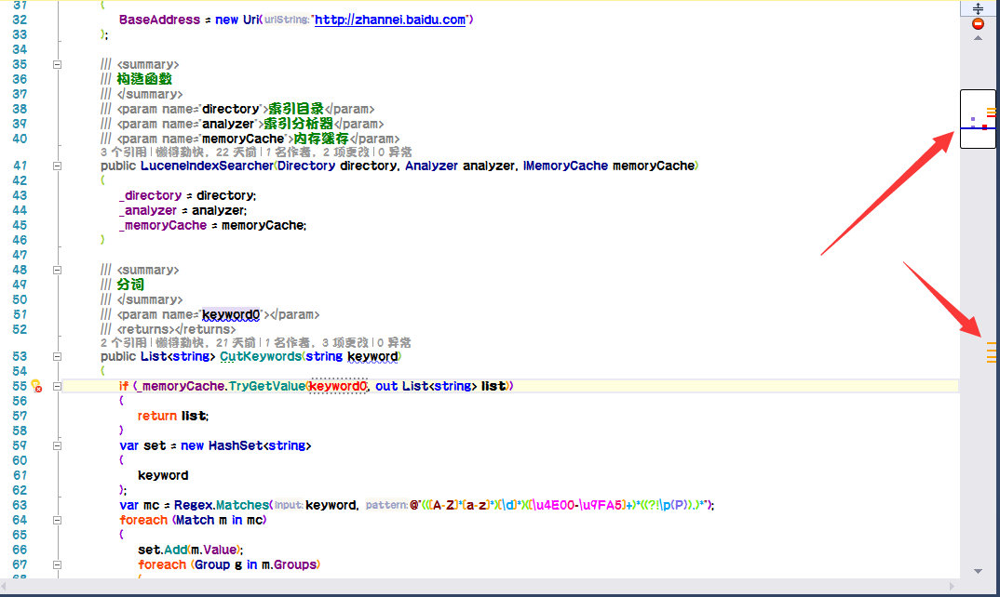 31 {
32 BaseAddress = new Uri(uriString:"http://zhannei.baidu.com")
33 };
34
35 /// <summary>
36 /// 构造函数
37 /// </summary>
38 /// <param name="directory">索引目录</param>
39 /// <param name="analyzer">索引分析器</param>
40 /// <param name="memoryCache">内存缓存</param>
3 个引用 | 懒得勤快，22 天前 | 1 名作者，2 项更改 | 0 异常
41 public LuceneIndexSearcher(Directory directory, Analyzer analyzer, IMemoryCache memoryCache)
42 {
43 _directory = directory;
44 _analyzer = analyzer;
45 _memoryCache = memoryCache;
46 }
47
48 /// <summary>
49 /// 分词
50 /// </summary>
51 /// <param name="keyword0"></param>
52 /// <returns></returns>
2 个引用 | 懒得勤快，21 天前 | 1 名作者，3 项更改 | 0 异常
53 public List<string> CutKeywords(string keyword)
54 {
55 if (_memoryCache.TryGetValue(keyword0, out List<string> list))
56 {
57 return list;
58 }
59 var set = new HashSet<string>
60 {
61 keyword
62 };
63 var mc = Regex.Matches(input:keyword, pattern:@"(([A-Z]*[a-z]*)[\d]*)([\u4E00-\u9FA5]+)*((?!\p{P}).)*");
64 foreach (Match m in mc)
65 {
66 set.Add(m.Value);
67 foreach (Group g in m.Groups)
68 {